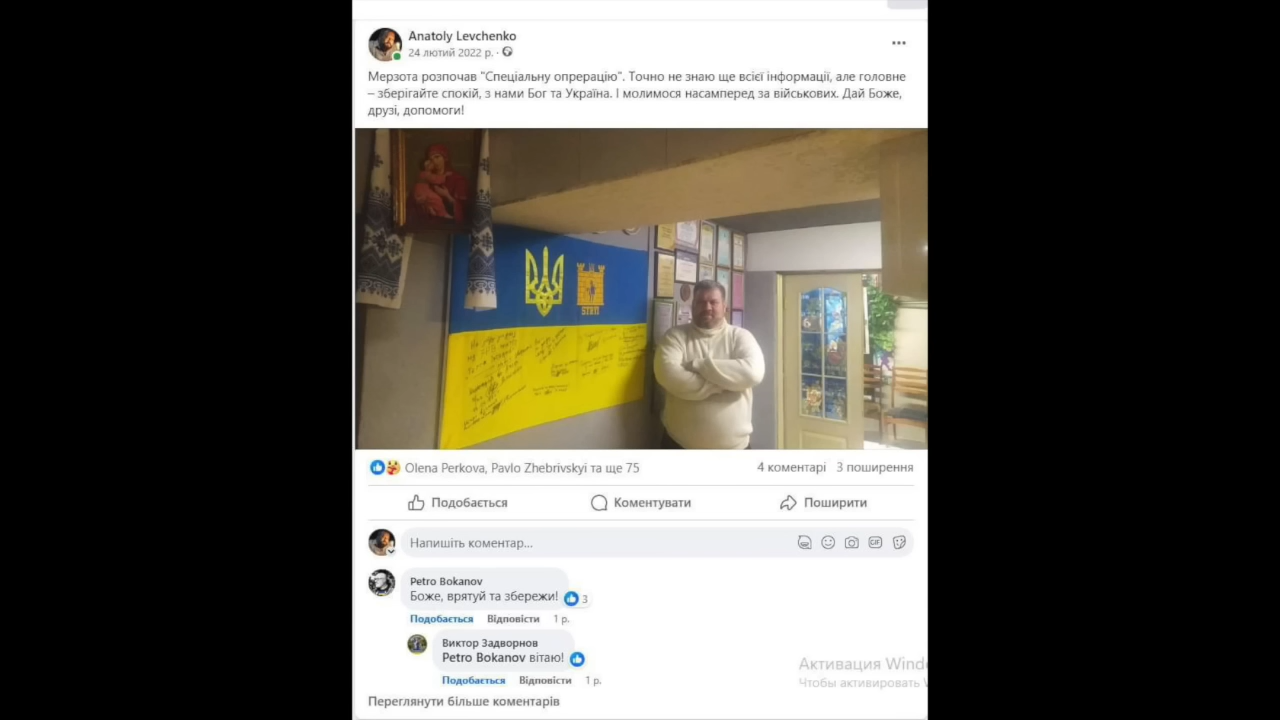 Anatoly Levchenko
24 лютий 2022 р. ·
Мерзота розпочав "Спеціальну опрерацію". Точно не знаю ще всієї інформації, але головне
– зберігайте спокій, з нами Бог та Україна. І молимося насамперед за військових. Дай Боже,
друзі, допомоги!
STRYI
Olena Perkova, Pavlo Zhebrivskyi та ще 75
4 коментарі 3 поширення
Подобається Коментувати Поширити
Напишіть коментар...
GIF
Petro Bokanov
Боже, врятуй та збережи! 3
Подобається Відповісти 1 р.
Виктор Задворнов
Petro Bokanov вітаю!
Подобається Відповісти 1 р.
Переглянути більше коментарів
Активация Wind
Чтобы активировать